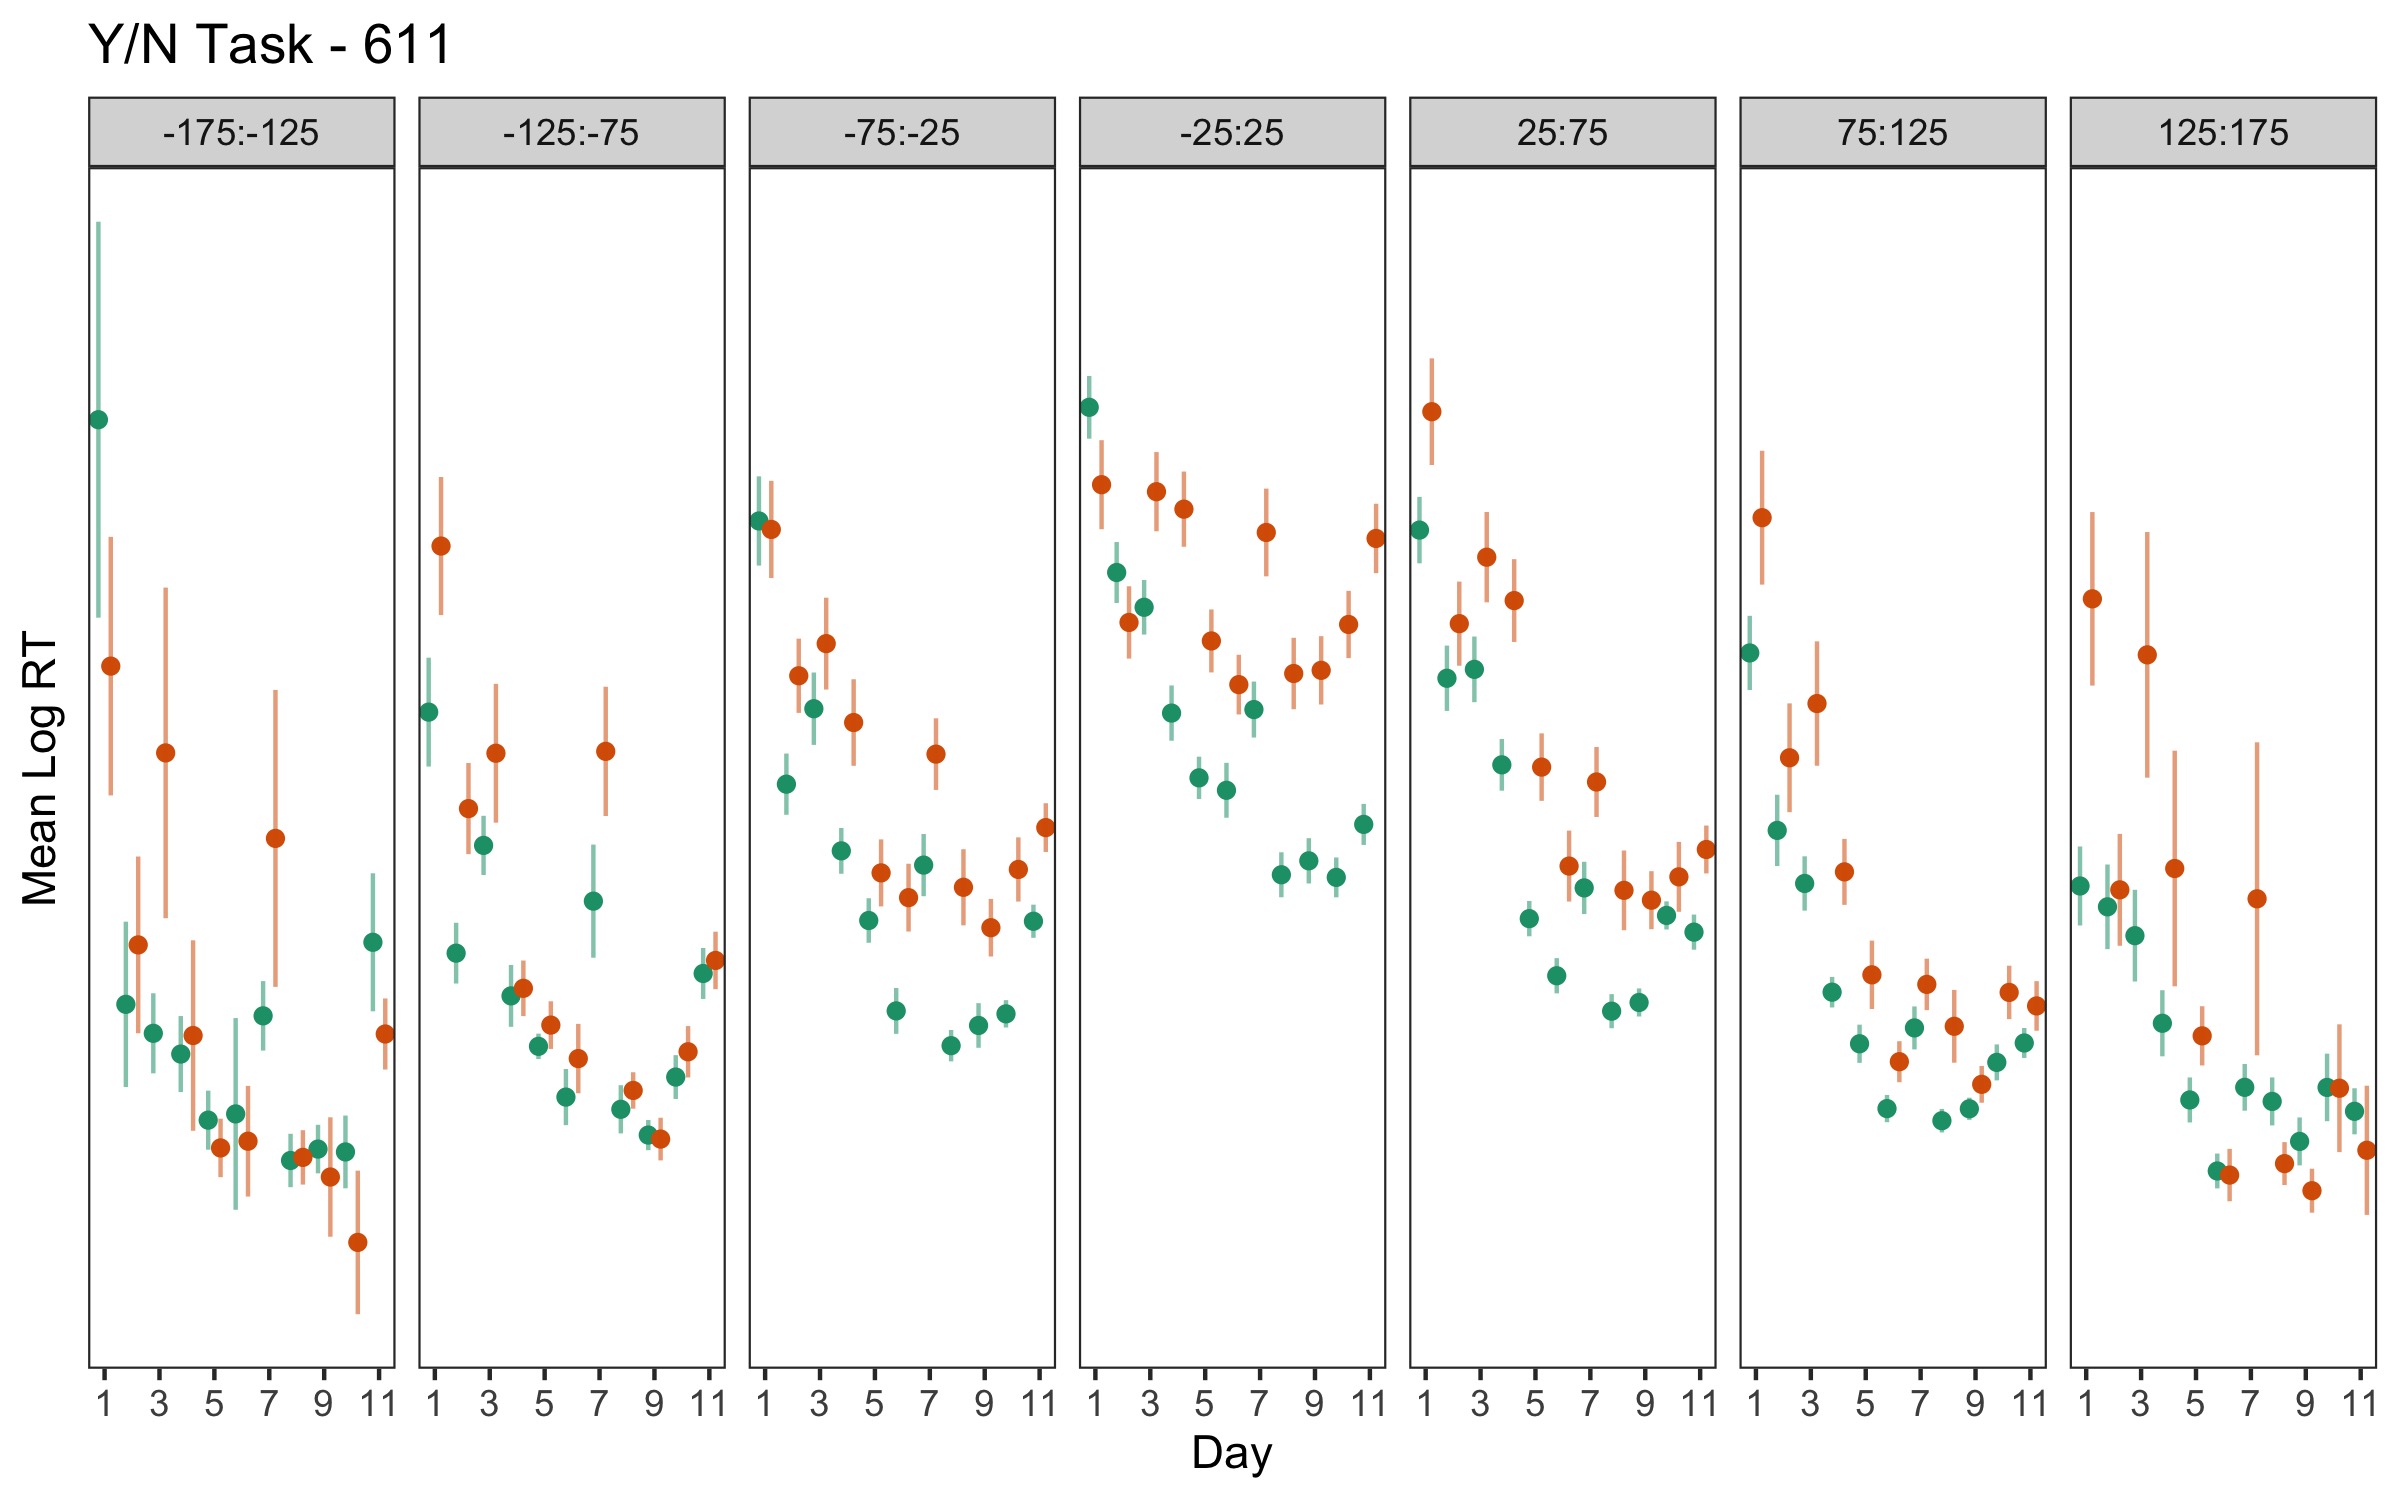 Y/N Task - 611
-175:-125 -125:-75 -75:-25 -25:25 25:75 75:125 125:175
Mean Log RT
1 3 5 7 9 11 1 3 5 7 9 11 1 3 5 7 9 11 1 3 5 7 9 11 1 3 5 7 9 11 1 3 5 7 9 11 1 3 5 7 9 11
Day